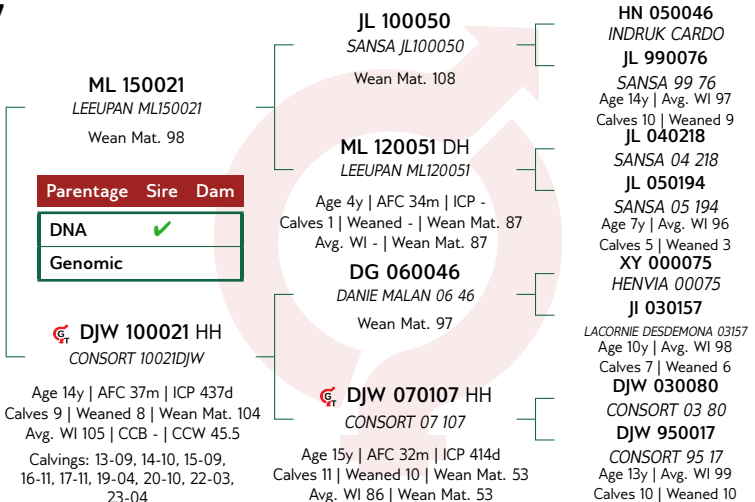 ML 150021
LEEUPAN ML150021
Wean Mat. 98
Parentage Sire Dam
DNA ✔
Genomic
DJW 100021 HH
CONSORT 10021DJW
Age 14y | AFC 37m | ICP 437d
Calves 9 | Weaned 8 | Wean Mat. 104
Avg. WI 105 | CCB - | CCW 45.5
Calvings: 13-09, 14-10, 15-09,
16-11, 17-11, 19-04, 20-10, 22-03,
23-04
JL 100050
SANSA JL100050
Wean Mat. 108
ML 120051 DH
LEEUPAN ML120051
Age 4y | AFC 34m | ICP -
Calves 1 | Weaned - | Wean Mat. 87
Avg. WI - | Wean Mat. 87
DG 060046
DANIE MALAN 06 46
Wean Mat. 97
DJW 070107 HH
CONSORT 07 107
Age 15y | AFC 32m | ICP 414d
Calves 11 | Weaned 10 | Wean Mat. 53
Avg. WI 86 | Wean Mat. 53
HN 050046
INDRUK CARDO
JL 990076
SANSA 99 76
Age 14y | Avg. WI 97
Calves 10 | Weaned 9
JL 040218
SANSA 04 218
JL 050194
SANSA 05 194
Age 7y | Avg. WI 96
Calves 5 | Weaned 3
XY 000075
HENVIA 00075
JI 030157
LACORNIE DESDEMONA 03157
Age 10y | Avg. WI 98
Calves 7 | Weaned 6
DJW 030080
CONSORT 03 80
DJW 950017
CONSORT 95 17
Age 13y | Avg. WI 99
Calves 10 | Weaned 10